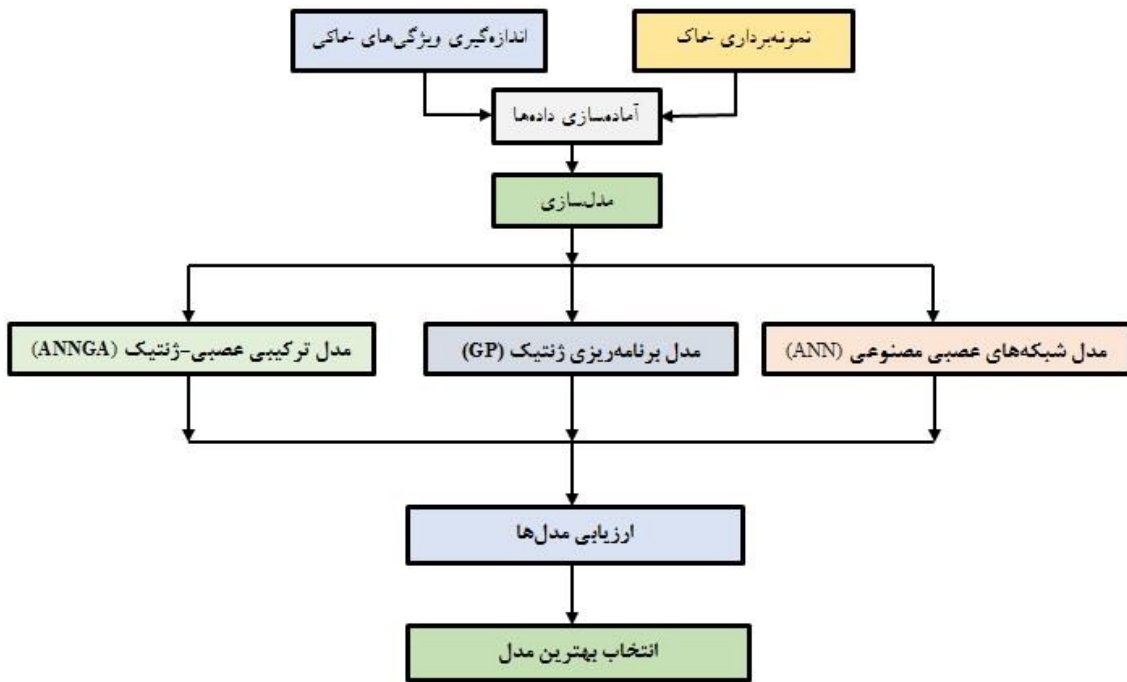 نمونه‌برداری خاک
اندازه‌گیری ویژگی‌های خاکی
آماده‌سازی داده‌ها
مدل‌سازی
مدل شبکه‌های عصبی مصنوعی (ANN)
مدل برنامه‌ریزی ژنتیک (GP)
مدل ترکیبی عصبی-ژنتیک (ANNGA)
ارزیابی مدل‌ها
انتخاب بهترین مدل